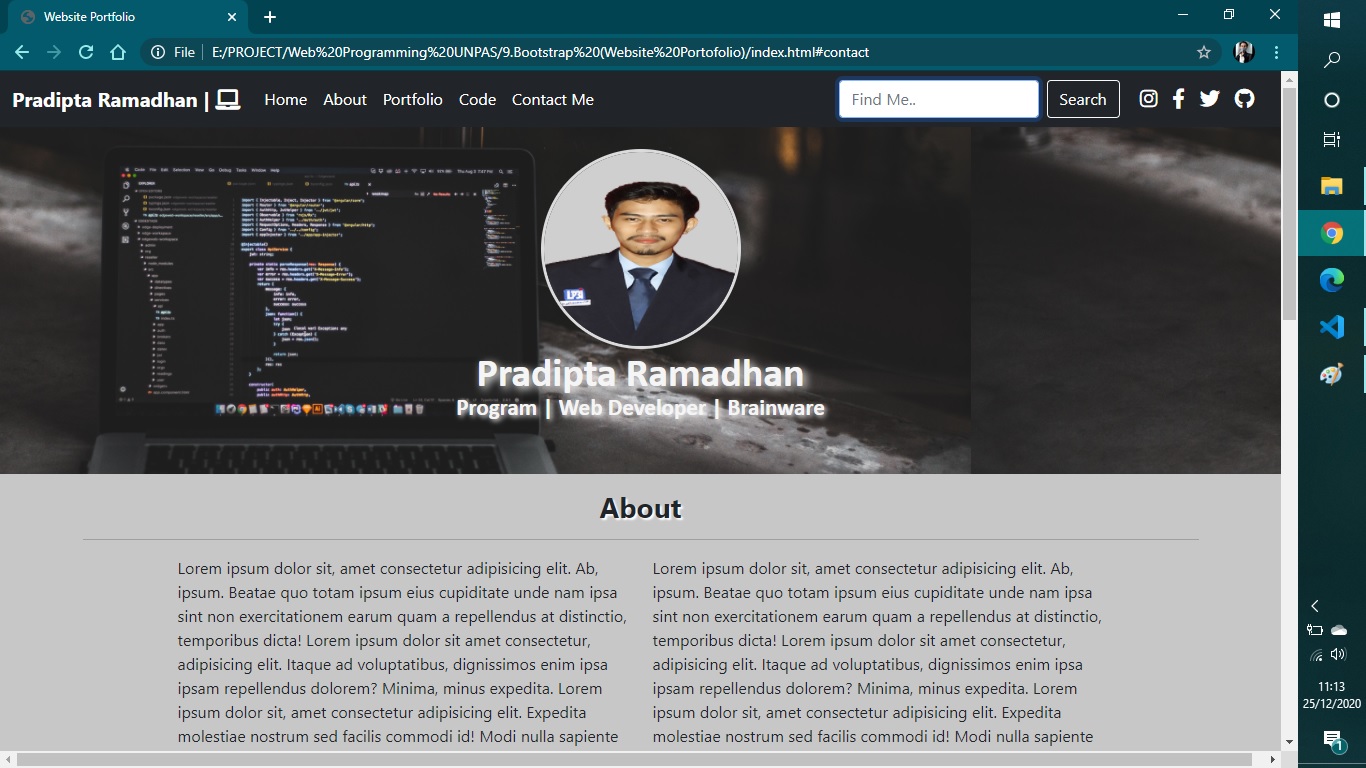 Website Portfolio
File
E:/PROJECT/Web%20Programming%20UNPAS/9.Bootstrap%20(Website%20Portofolio)/index.html#contact
Pradipta Ramadhan |
Home
About
Portfolio
Code
Contact Me
Find Me..
Search
Pradipta Ramadhan
Program | Web Developer | Brainware
About
Lorem ipsum dolor sit, amet consectetur adipisicing elit. Ab,
ipsum. Beatae quo totam ipsum eius cupiditate unde nam ipsa
sint non exercitationem earum quam a repellendus at distinctio,
temporibus dicta! Lorem ipsum dolor sit amet consectetur,
adipisicing elit. Itaque ad voluptatibus, dignissimos enim ipsa
ipsam repellendus dolorem? Minima, minus expedita. Lorem
ipsum dolor sit, amet consectetur adipisicing elit. Expedita
molestiae nostrum sed facilis commodi id! Modi nulla sapiente
Lorem ipsum dolor sit, amet consectetur adipisicing elit. Ab,
ipsum. Beatae quo totam ipsum eius cupiditate unde nam ipsa
sint non exercitationem earum quam a repellendus at distinctio,
temporibus dicta! Lorem ipsum dolor sit amet consectetur,
adipisicing elit. Itaque ad voluptatibus, dignissimos enim ipsa
ipsam repellendus dolorem? Minima, minus expedita. Lorem
ipsum dolor sit, amet consectetur adipisicing elit. Expedita
molestiae nostrum sed facilis commodi id! Modi nulla sapiente
11:13
25/12/2020
1